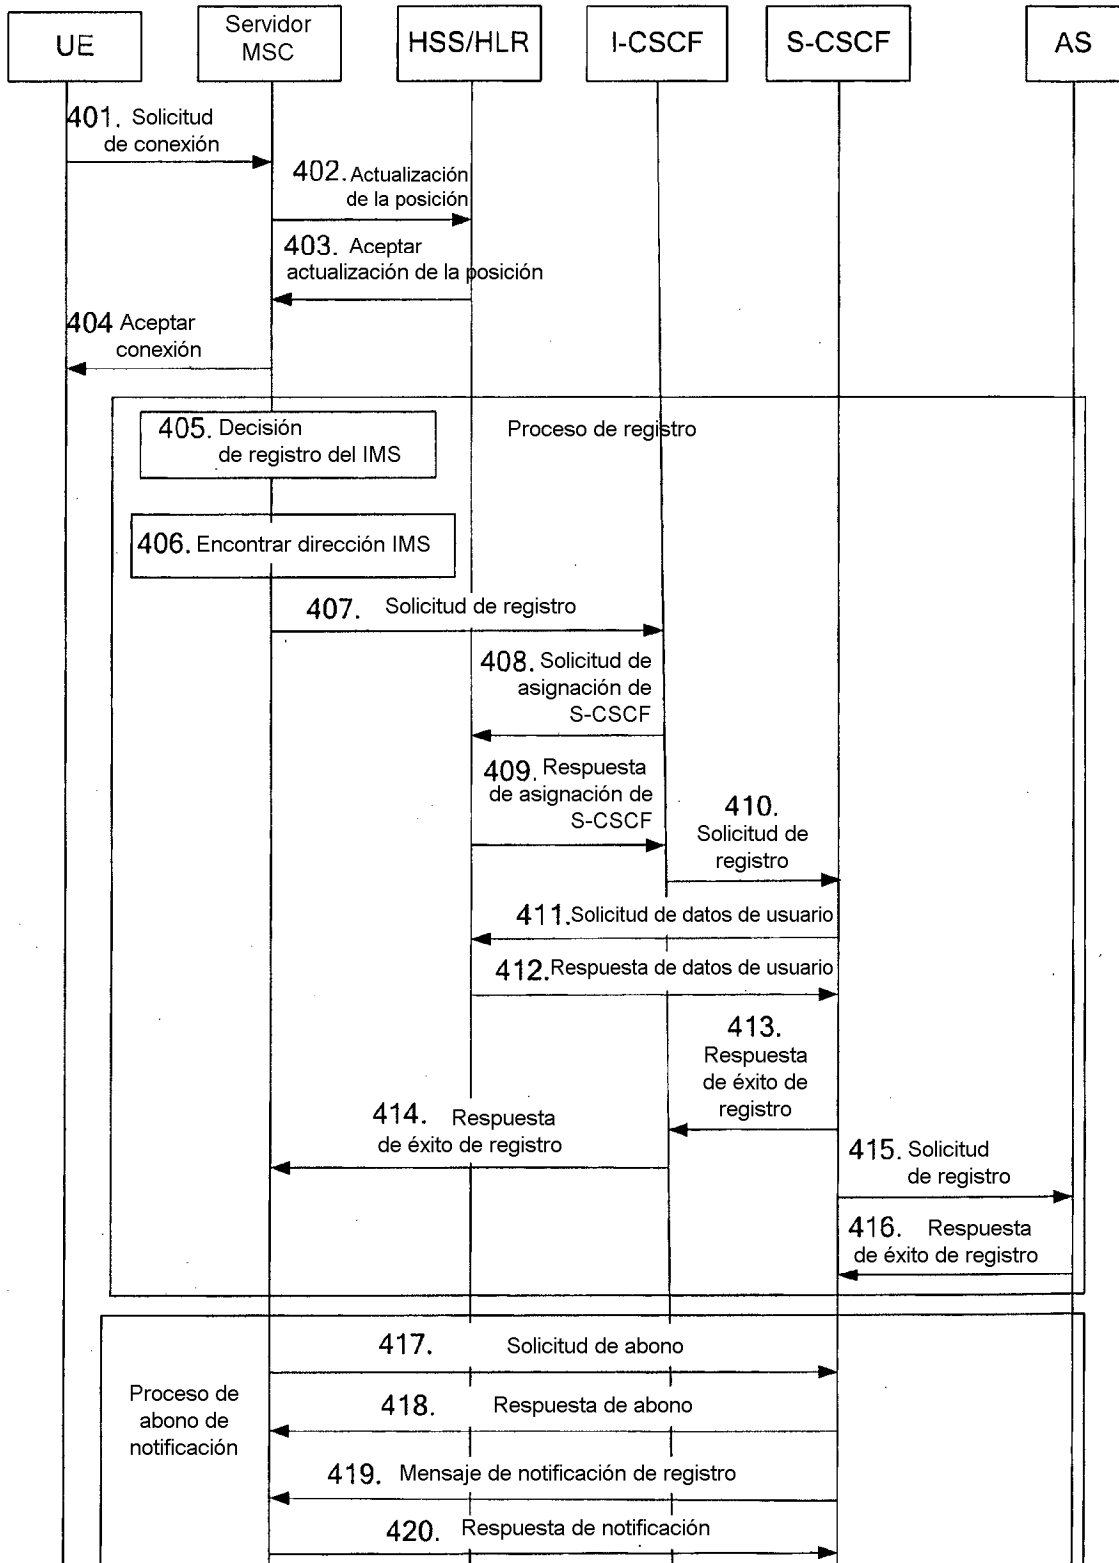 UE
Servidor
MSC
HSS/HLR
I-CSCF
S-CSCF
AS
401. Solicitud
de conexión
402. Actualización
de la posición
403. Aceptar
actualización de la posición
404 Aceptar
conexión
405. Decisión
de registro del IMS
Proceso de registro
406. Encontrar dirección IMS
407. Solicitud de registro
408. Solicitud de
asignación de
S-CSCF
409. Respuesta
de asignación de
S-CSCF
410.
Solicitud de
registro
411. Solicitud de datos de usuario
412. Respuesta de datos de usuario
413.
Respuesta
de éxito de
registro
414. Respuesta
de éxito de registro
415. Solicitud
de registro
416. Respuesta
de éxito de registro
417. Solicitud de abono
Proceso de
abono de
notificación
418. Respuesta de abono
419. Mensaje de notificación de registro
420. Respuesta de notificación